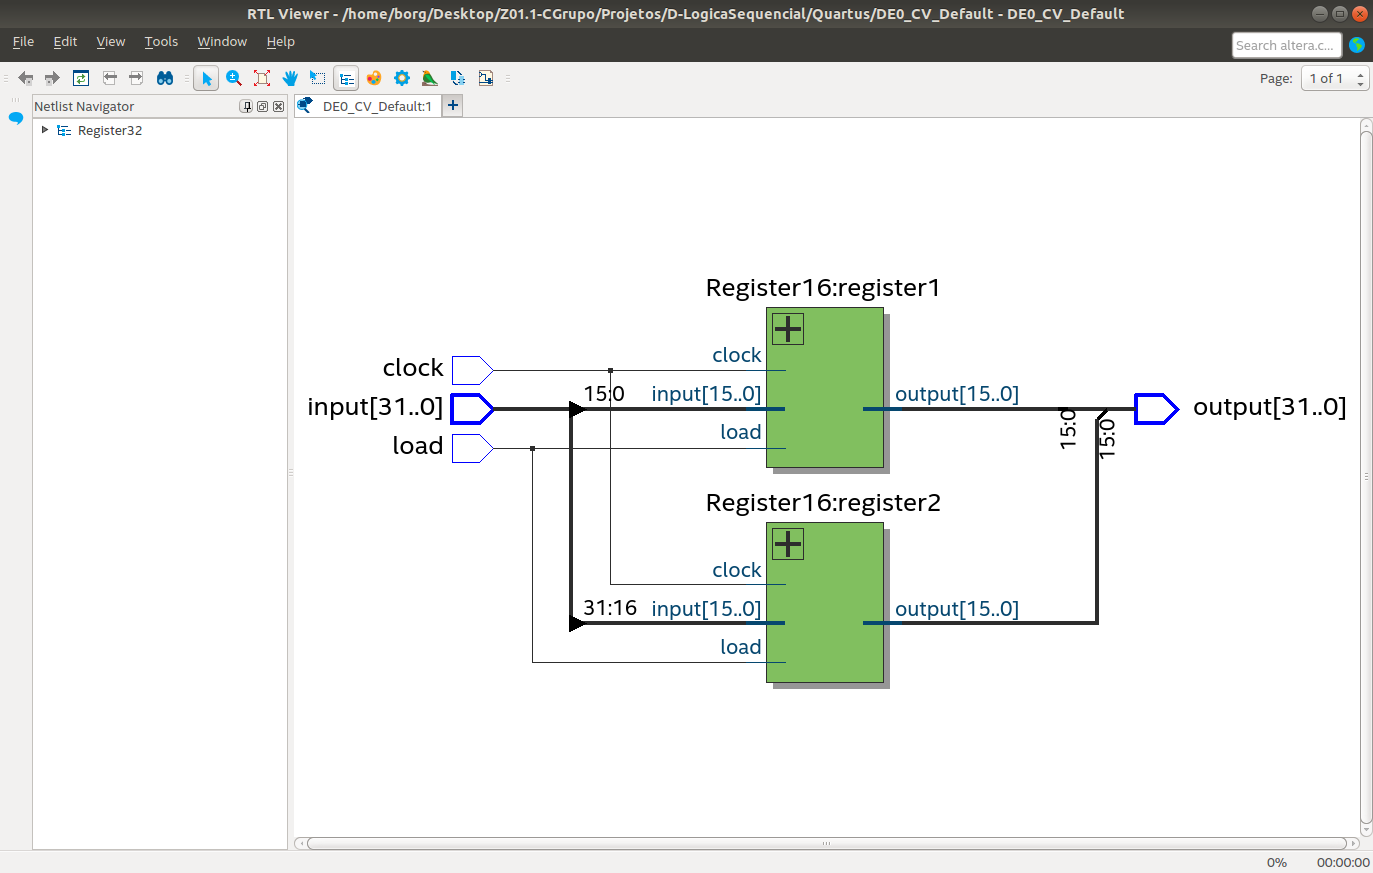 RTL Viewer - /home/borg/Desktop/Z01.1-CGrupo/Projetos/D-LogicaSequencial/Quartus/DE0_CV_Default - DE0_CV_Default
File Edit View Tools Window Help
Search altera.c...
Page: 1 of 1
Netlist Navigator
DE0_CV_Default:1
Register32
Register16:register1
clock
clock
input[31..0]
15:0
input[15..0]
output[15..0]
output[31..0]
load
load
15:0
15:0
Register16:register2
clock
31:16
input[15..0]
output[15..0]
load
0% 00:00:00